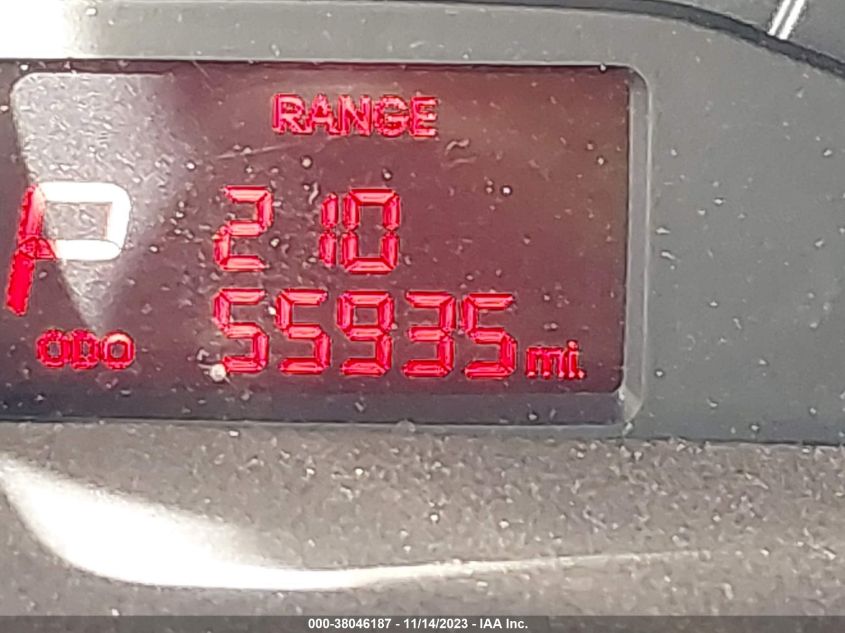 RANGE
P 210
ODO 55935 mi.
000-38046187 - 11/14/2023 - IAA Inc.